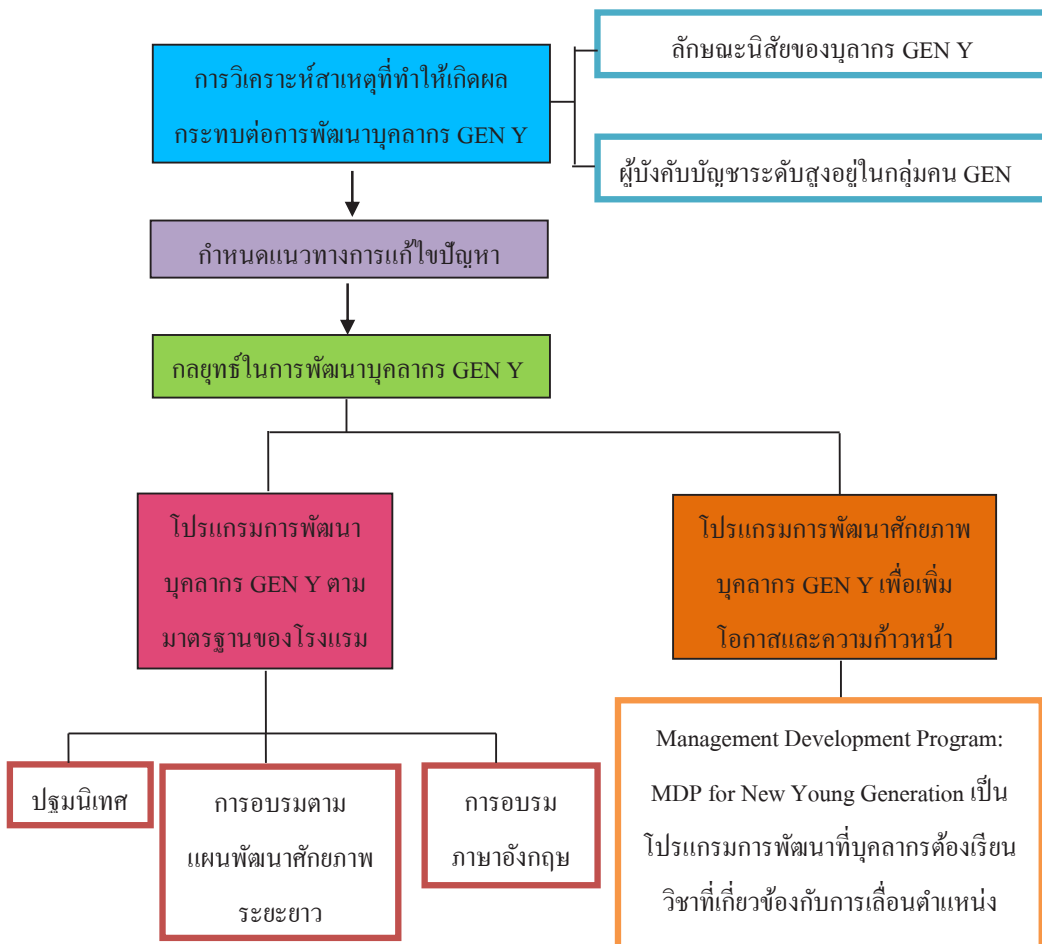 ลักษณะนิสัยของบุลากร GEN Y
การวิเคราะห์สาเหตุที่ทำให้เกิดผล
กระทบต่อการพัฒนาบุคลากร GEN Y
ผู้บังคับบัญชาระดับสูงอยู่ในกลุ่มคน GEN
กำหนดแนวทางการแก้ไขปัญหา
กลยุทธ์ในการพัฒนาบุคลากร GEN Y
โปรแกรมการพัฒนา
บุคลากร GEN Y ตาม
มาตรฐานของโรงแรม
โปรแกรมการพัฒนาศักยภาพ
บุคลากร GEN Y เพื่อเพิ่ม
โอกาสและความก้าวหน้า
ปฐมนิเทศ
การอบรมตาม
แผนพัฒนาศักยภาพ
ระยะยาว
การอบรม
ภาษาอังกฤษ
Management Development Program:
MDP for New Young Generation เป็น
โปรแกรมการพัฒนาที่บุคลากรต้องเรียน
วิชาที่เกี่ยวข้องกับการเลื่อนตำแหน่ง